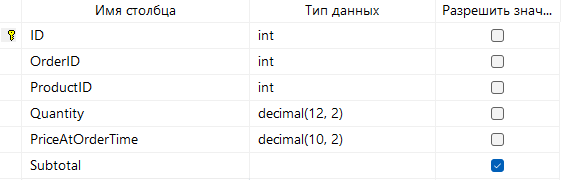 Имя столбца Тип данных Разрешить знач...
ID int
OrderID int
ProductID int
Quantity decimal(12, 2)
PriceAtOrderTime decimal(10, 2)
Subtotal